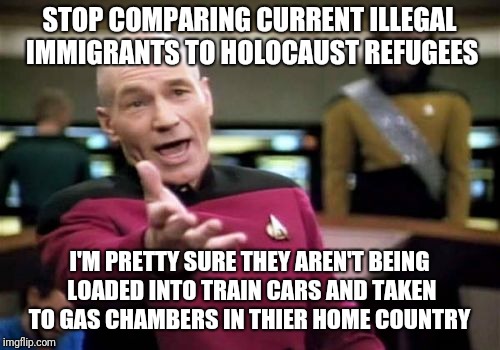 STOP COMPARING CURRENT ILLEGAL
IMMIGRANTS TO HOLOCAUST REFUGEES
I'M PRETTY SURE THEY AREN'T BEING
LOADED INTO TRAIN CARS AND TAKEN
TO GAS CHAMBERS IN THIER HOME COUNTRY
imgflip.com